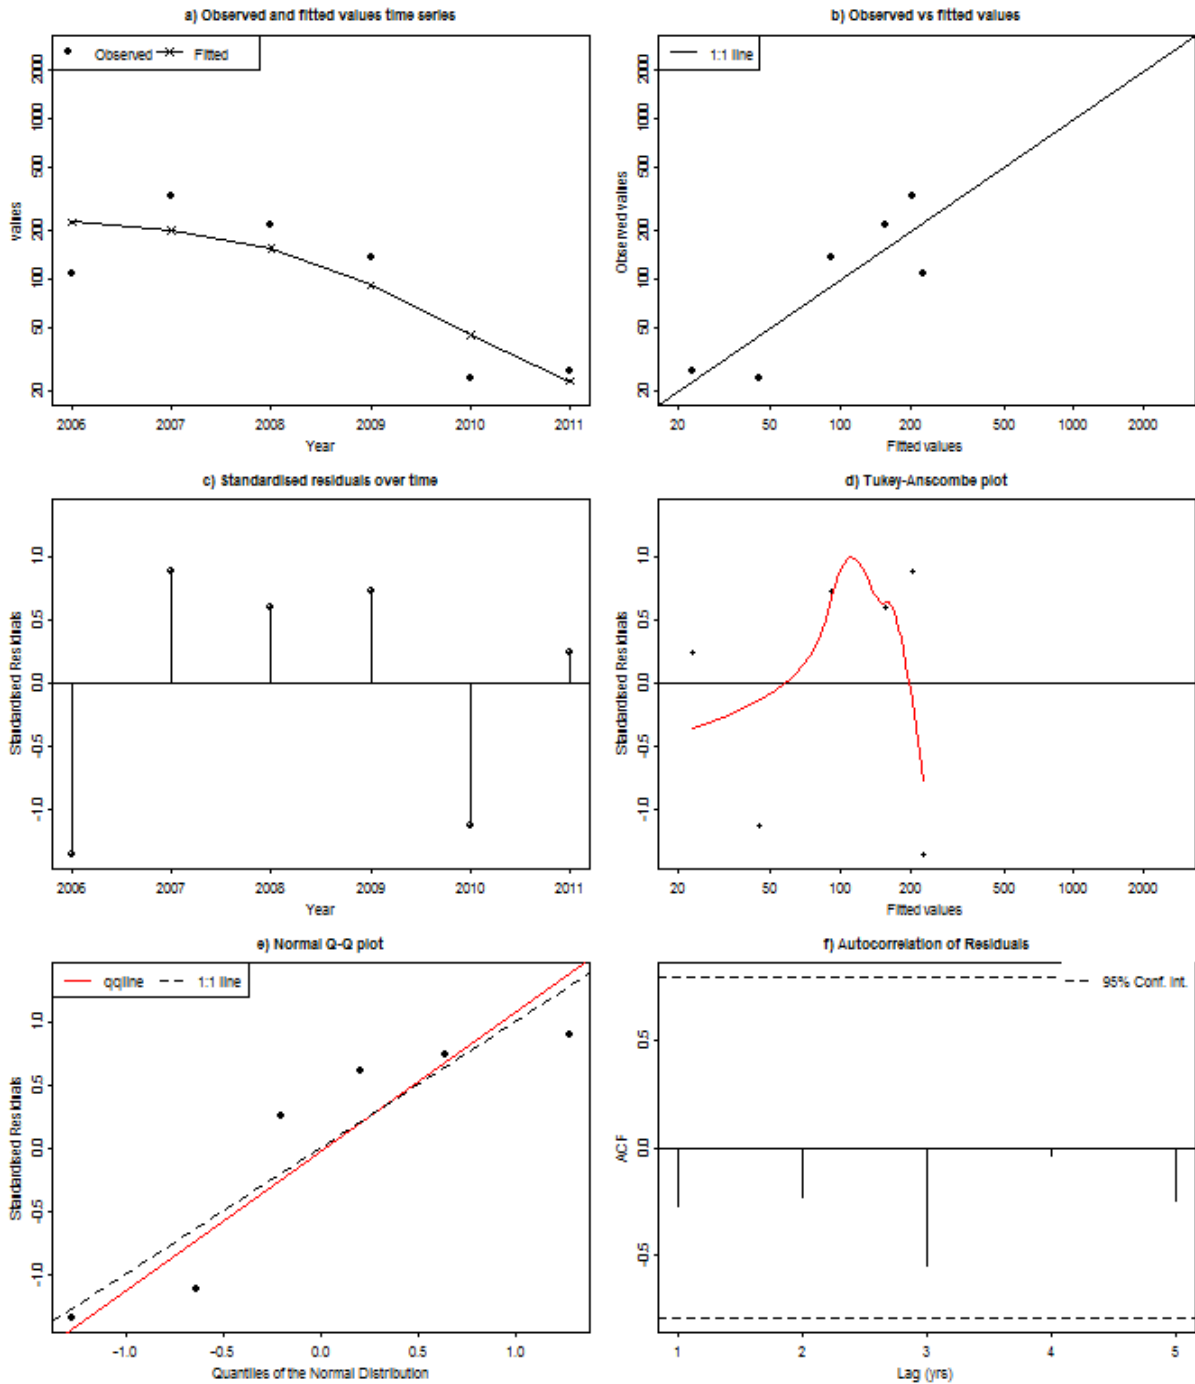 a) Observed and fitted values time series
Observed Fitted
values
2000
1000
500
200
100
50
20
2006 2007 2008 2009 2010 2011
Year
b) Observed vs fitted values
1:1 line
Observed values
2000
1000
500
200
100
50
20
20 50 100 200 500 1000 2000
Fitted values
c) Standardised residuals over time
Standardised Residuals
1.0
0.5
0.0
-0.5
-1.0
2006 2007 2008 2009 2010 2011
Year
d) Tukey-Anscombe plot
Standardised Residuals
1.0
0.5
0.0
-0.5
-1.0
20 50 100 200 500 1000 2000
Fitted values
e) Normal Q-Q plot
qqline 1:1 line
Standardised Residuals
1.0
0.5
0.0
-0.5
-1.0
-1.0 -0.5 0.0 0.5 1.0
Quantiles of the Normal Distribution
f) Autocorrelation of Residuals
95% Conf. Int.
ACF
0.5
0.0
-0.5
1 2 3 4 5
Lag (yrs)